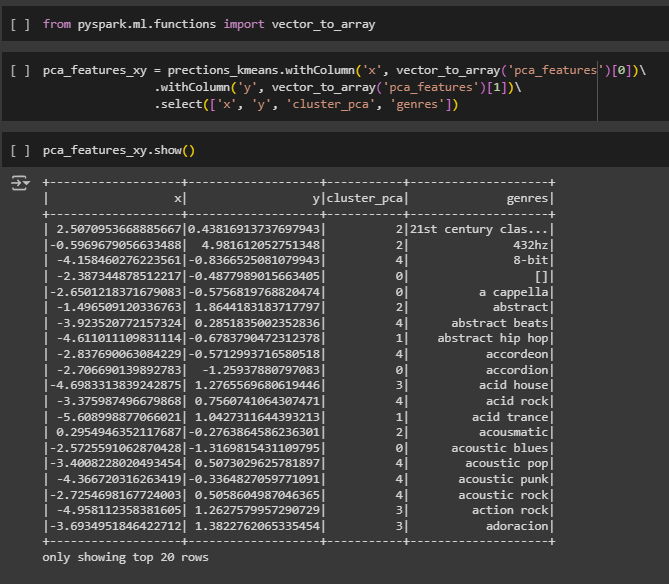 [ ] from pyspark.ml.functions import vector_to_array
[ ] pca_features_xy = prections_kmeans.withColumn('x', vector_to_array('pca_features')[0])\
.withColumn('y', vector_to_array('pca_features')[1])\
.select(['x', 'y', 'cluster_pca', 'genres'])
[ ] pca_features_xy.show()
+-------------------+-------------------+-----------+--------------------+
|                  x|                  y|cluster_pca|              genres|
+-------------------+-------------------+-----------+--------------------+
| 2.5070953668885667|0.43816913737697943|          2|21st century clas...|
|-0.5969679056633488|  4.981612052751348|          2|               432hz|
| -4.158460276223561|-0.8366525081079943|          4|               8-bit|
| -2.387344878512217|-0.4877989015663405|          0|                  []|
|-2.6501218371679083|-0.5756819768820474|          0|          a cappella|
| -1.496509120336763| 1.8644183183717797|          2|            abstract|
| -3.923520772157324| 0.2851835002352836|          4|      abstract beats|
| -4.611011109831114|-0.6783790472312378|          1|    abstract hip hop|
| -2.837690063084229|-0.5712993716580518|          4|           accordeon|
| -2.706690139892783|  -1.25937880797083|          0|           accordion|
|-4.6983313839242875| 1.2765569680619446|          3|          acid house|
| -3.375987496679868| 0.7560741064307471|          4|           acid rock|
| -5.608998877066021| 1.0427311644393213|          1|         acid trance|
| 0.2954946352117687|-0.2763864586236301|          2|           acousmatic|
|-2.5725591062870428|-1.3169815431109795|          0|      acoustic blues|
|-3.4008228020493454| 0.5073029625781897|          4|        acoustic pop|
| -4.366720316263419|-0.3364827059771091|          4|       acoustic punk|
|-2.7254698167724003| 0.5058604987046365|          4|       acoustic rock|
| -4.958112358381605| 1.2627579957290729|          3|         action rock|
|-3.6934951846422712| 1.3822762065335454|          3|           adoracion|
+-------------------+-------------------+-----------+--------------------+
only showing top 20 rows